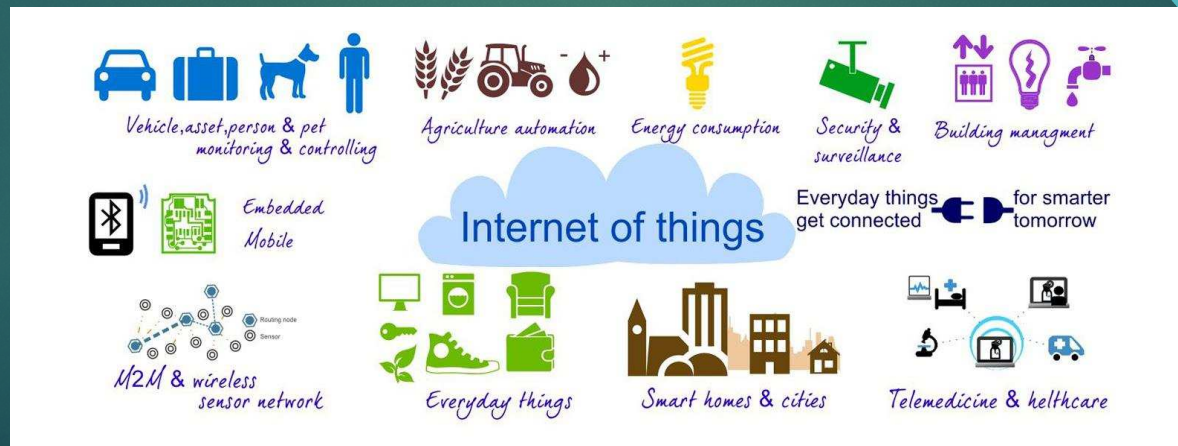 Vehicle,asset,person & pet
monitoring & controlling
Agriculture automation
- +
Energy consumption
Security &
surveillance
Building managment
Embedded
Mobile
Internet of things
Everyday things
get connected
for smarter
tomorrow
Routing node
Sensor
M2M & wireless
sensor network
Everyday things
Smart homes & cities
Telemedicine & helthcare